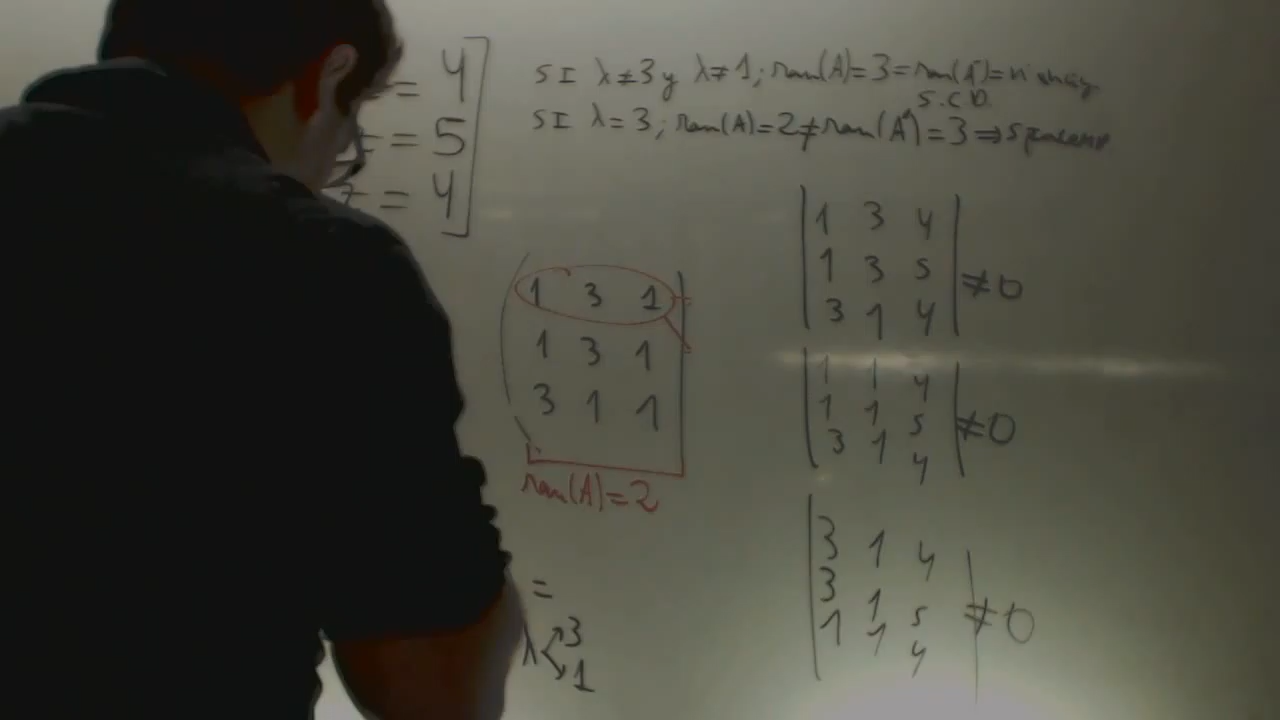 = 4
= 5
z = 4
SI λ≠3 y λ≠1; ran(A)=3=ran(A*)=n
S.C.D.
SI λ=3; ran(A)=2≠ran(A*)=3⇒
1 3 1
1 3 1
3 1 1
ran(A)=2
=
λ 3
1
1 3 4
1 3 5 ≠0
3 1 4
1 1 4
1 1 5 ≠0
3 1 4
3 1 4
3 1 5 ≠0
1 1 4